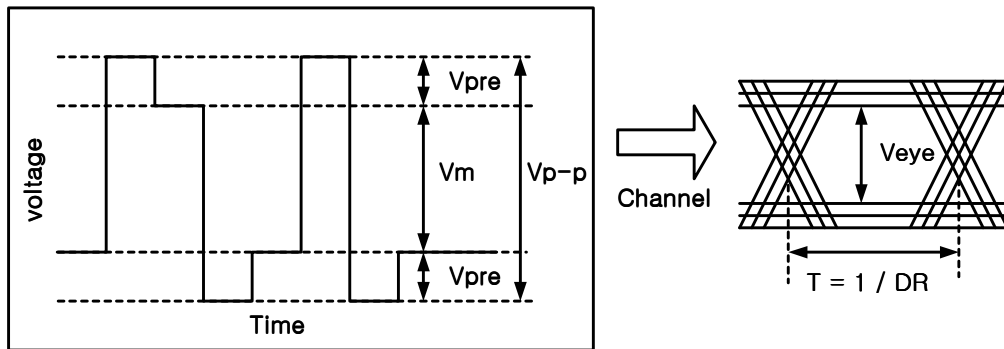 voltage
Vpre
Vm
Vp-p
Vpre
Time
Channel
Veye
T = 1 / DR